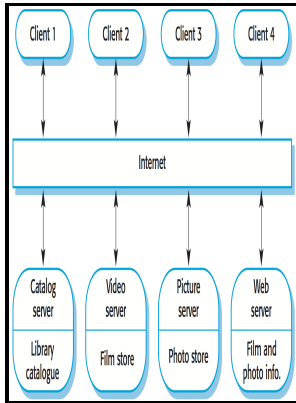 Client 1
Client 2
Client 3
Client 4
Internet
Catalog
server
Library
catalogue
Video
server
Film store
Picture
server
Photo store
Web
server
Film and
photo info.